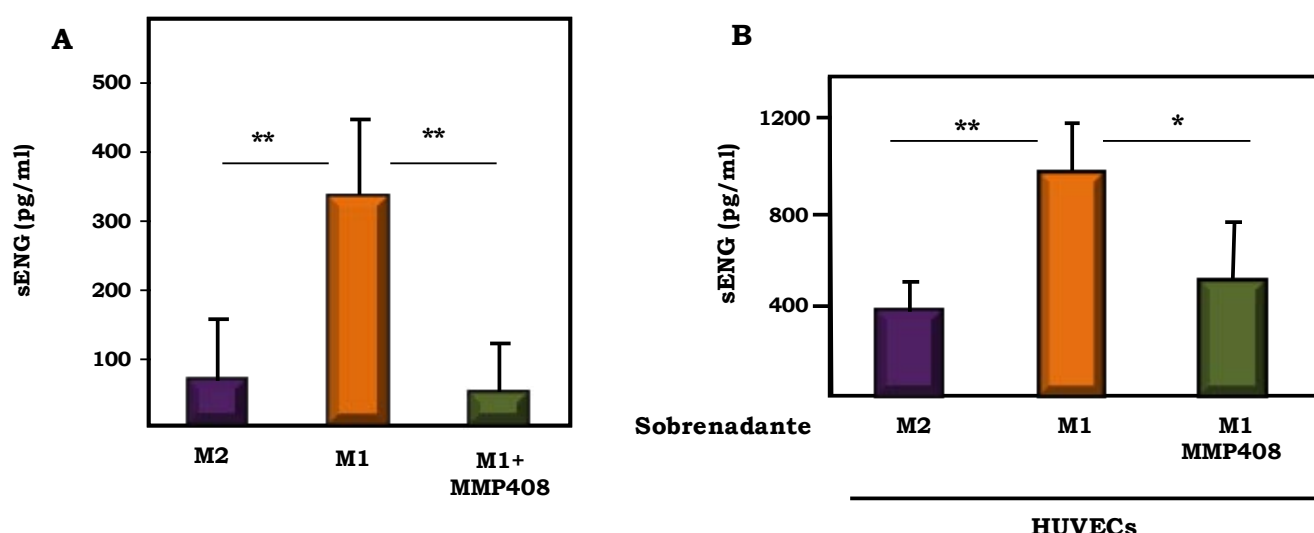 A
sENG (pg/ml)
500
400
300
200
100
**
**
M2
M1
M1+
MMP408
B
sENG (pg/ml)
1200
800
400
**
*
Sobrenadante
M2
M1
M1
MMP408
HUVECs